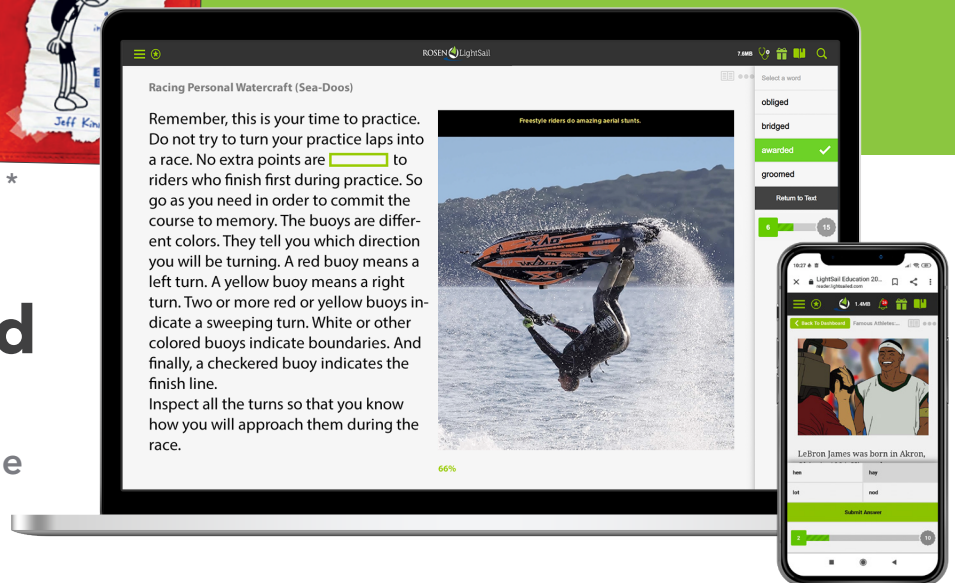 Jeff Kin
*
d
e
ROSEN LightSail
7.6MB
Racing Personal Watercraft (Sea-Doos)
Remember, this is your time to practice.
Do not try to turn your practice laps into
a race. No extra points are to
riders who finish first during practice. So
go as you need in order to commit the
course to memory. The buoys are differ-
ent colors. They tell you which direction
you will be turning. A red buoy means a
left turn. A yellow buoy means a right
turn. Two or more red or yellow buoys in-
dicate a sweeping turn. White or other
colored buoys indicate boundaries. And
finally, a checkered buoy indicates the
finish line.
Inspect all the turns so that you know
how you will approach them during the
race.
Freestyle riders do amazing aerial stunts.
66%
Select a word
obliged
bridged
awarded
groomed
Return to Text
6 15
10:27
LightSail Education 20...
reader.lightsailed.com
1.4MB
Back To Dashboard Famous Athletes:...
LeBron James was born in Akron,
hen hay
lot nod
Submit Answer
2 10